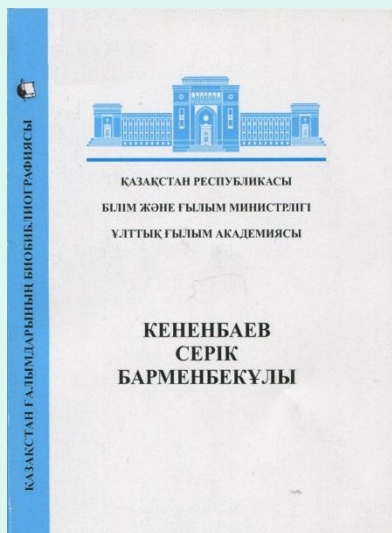 ҚАЗАҚСТАН ҒАЛЫМДАРЫНЫҢ БИОБИБЛИОГРАФИЯСЫ
ҚАЗАҚСТАН РЕСПУБЛИКАСЫ
БІЛІМ ЖӘНЕ ҒЫЛЫМ МИНИСТРЛІГІ
ҰЛТТЫҚ ҒЫЛЫМ АКАДЕМИЯСЫ
КЕНЕНБАЕВ
СЕРІК
БАРМЕНБЕКҰЛЫ